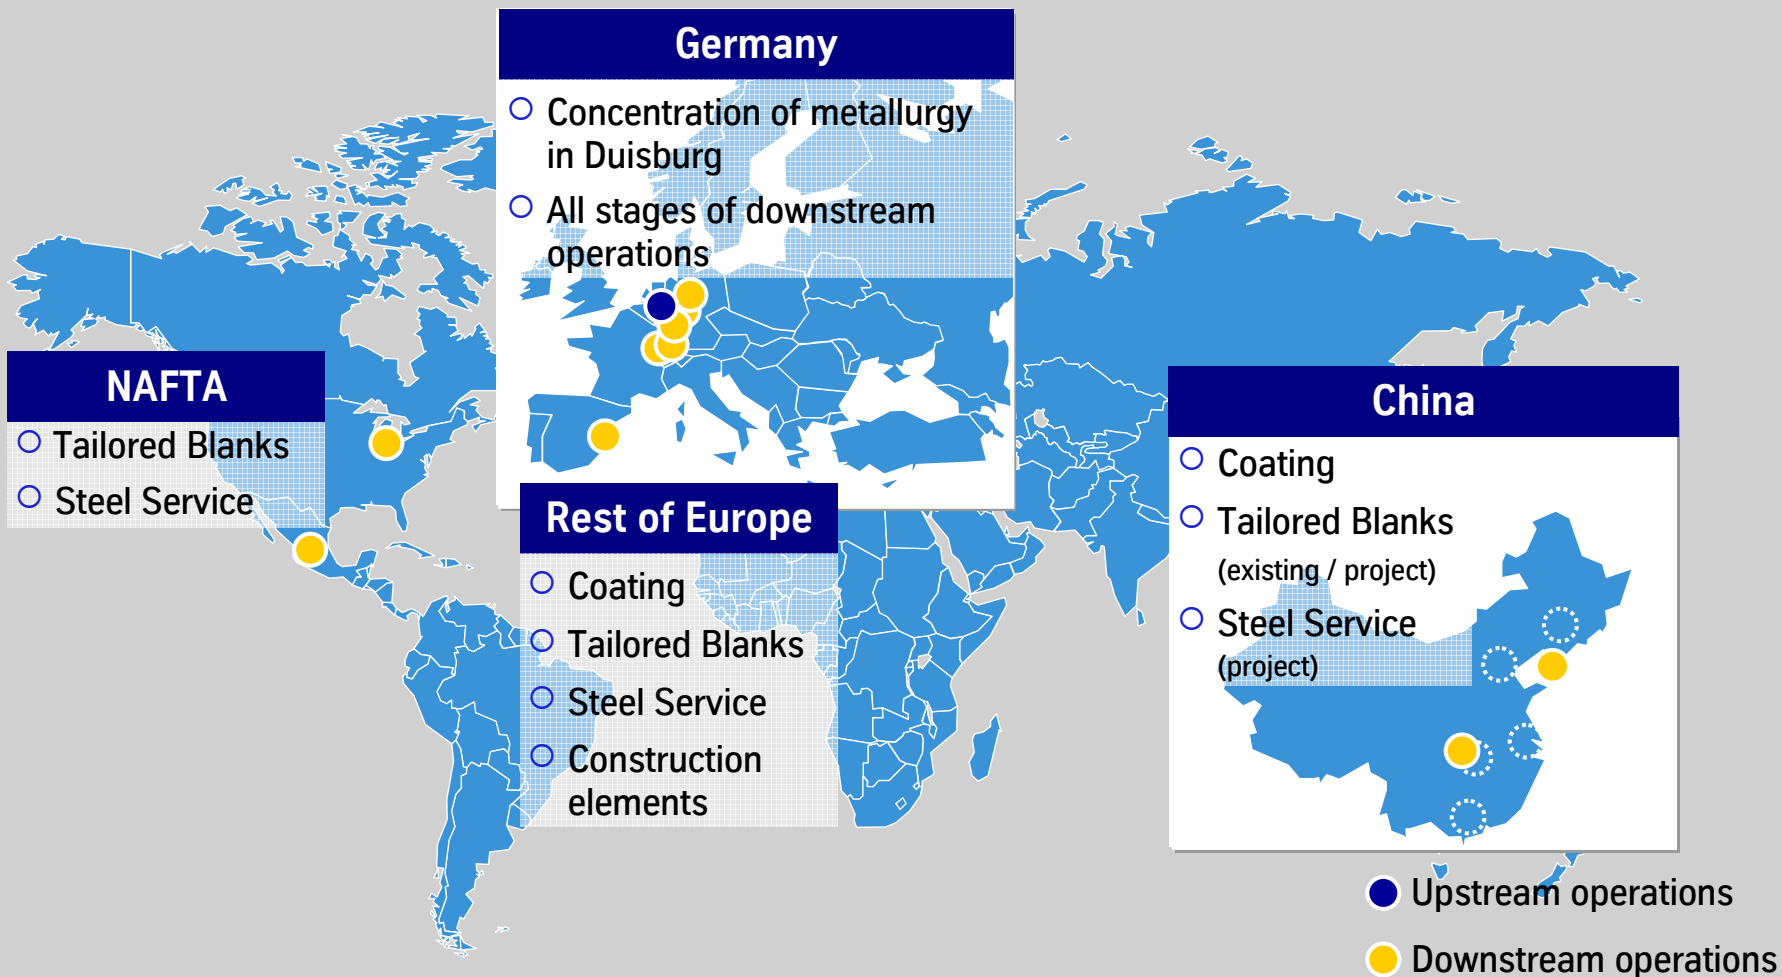 Germany
Concentration of metallurgy
in Duisburg
All stages of downstream
operations
NAFTA
Tailored Blanks
Steel Service
Rest of Europe
Coating
Tailored Blanks
Steel Service
Construction
elements
China
Coating
Tailored Blanks
(existing / project)
Steel Service
(project)
Upstream operations
Downstream operations